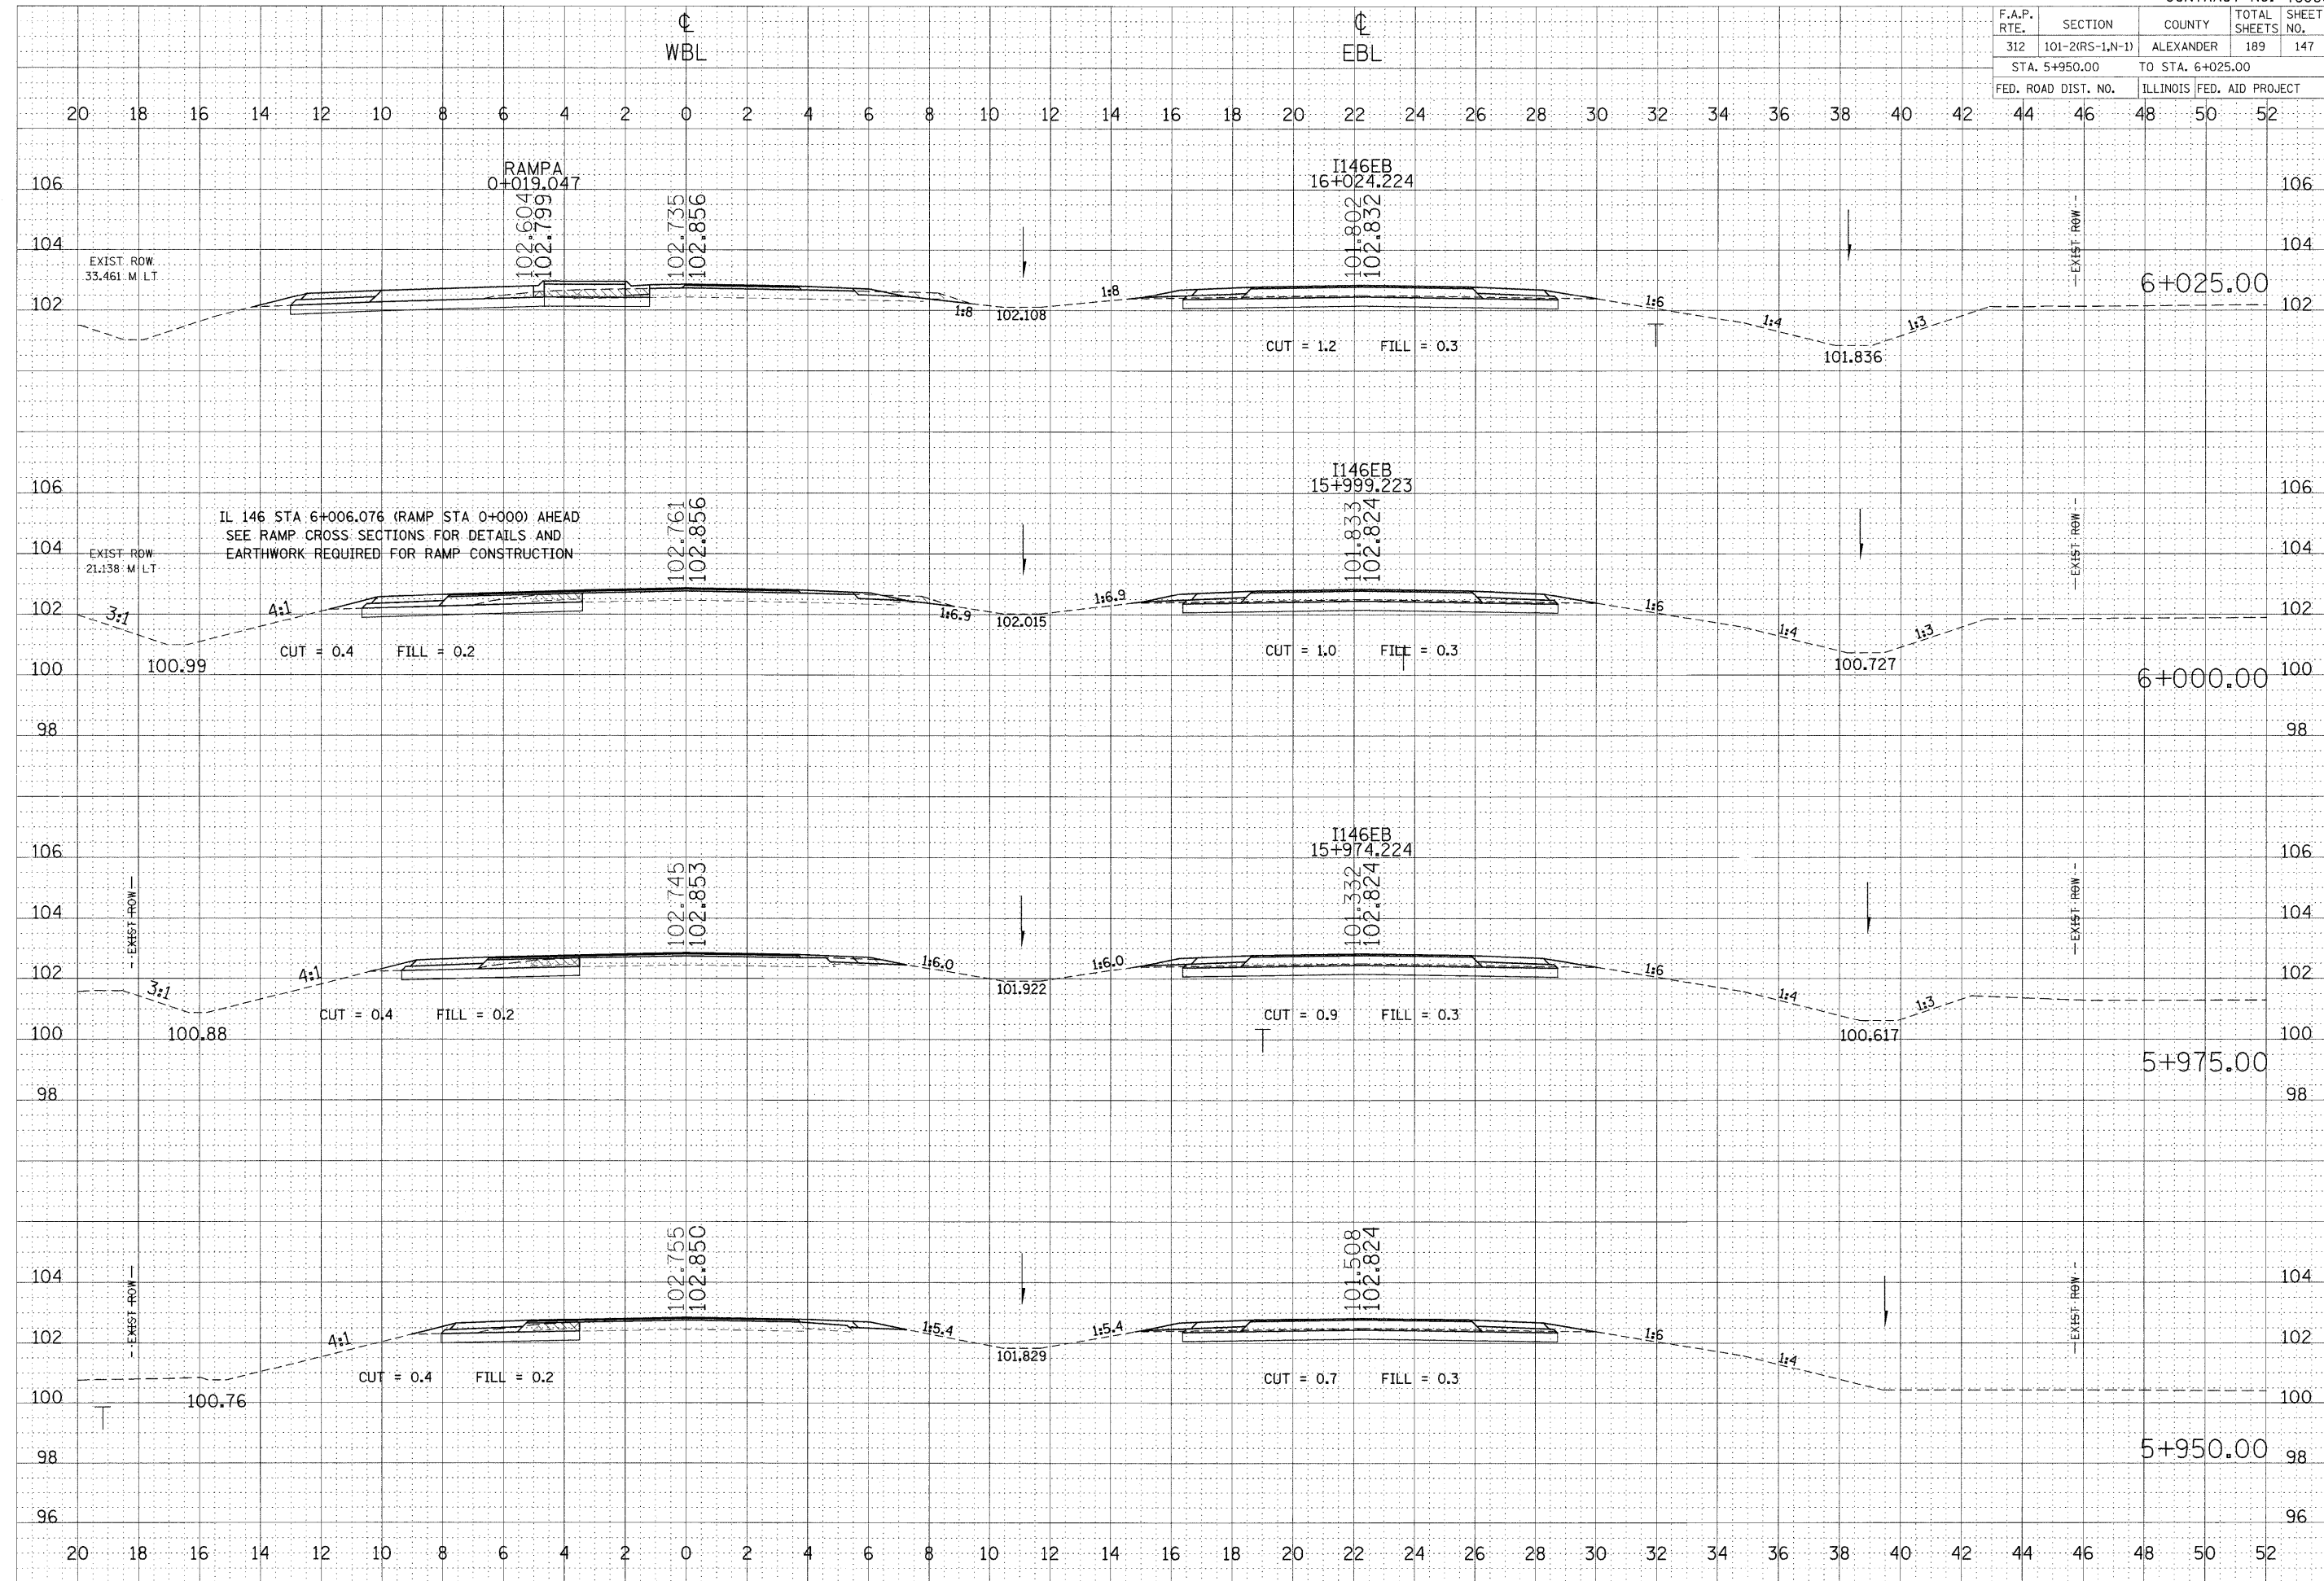 ℄ ℄
WBL EBL
F.A.P. RTE. SECTION COUNTY TOTAL SHEETS SHEET NO.
312 101-2(RS-1,N-1) ALEXANDER 189 147
STA. 5+950.00 TO STA. 6+025.00
FED. ROAD DIST. NO. ILLINOIS FED. AID PROJECT
20 18 16 14 12 10 8 6 4 2 0 2 4 6 8 10 12 14 16 18 20 22 24 26 28 30 32 34 36 38 40 42 44 46 48 50 52
RAMPA I146EB
0+019.047 16+024.224
106 106
102.604 102.799 102.735 102.856 101.802 102.832
--EXIST ROW--
104 104
EXIST ROW
33.461 M LT
6+025.00
102 102
1:8 102.108 1:8 1:6 1:4 101.836 1:3
CUT = 1.2 FILL = 0.3
I146EB
15+999.223
106 106
102.761 102.856 101.833 102.824
IL 146 STA 6+006.076 (RAMP STA 0+000) AHEAD
SEE RAMP CROSS SECTIONS FOR DETAILS AND
EARTHWORK REQUIRED FOR RAMP CONSTRUCTION
--EXIST ROW--
104 104
EXIST ROW
21.138 M LT
102 102
3:1 4:1 1:6.9 102.015 1:6.9 1:6 1:4 1:3
CUT = 0.4 FILL = 0.2 CUT = 1.0 FILL = 0.3
100 100.99 100.727 100
6+000.00
98 98
I146EB
15+974.224
106 106
102.745 102.853 101.332 102.824
104 104
--EXIST ROW-- --EXIST ROW--
102 102
3:1 4:1 1:6.0 101.922 1:6.0 1:6 1:4 1:3
CUT = 0.4 FILL = 0.2 CUT = 0.9 FILL = 0.3
100 100.88 100.617 100
5+975.00
98 98
102.755 102.850 101.508 102.824
104 104
--EXIST ROW-- --EXIST ROW--
102 102
4:1 1:5.4 101.829 1:5.4 1:6 1:4
CUT = 0.4 FILL = 0.2 CUT = 0.7 FILL = 0.3
100 100.76 100
5+950.00
98 98
96 96
20 18 16 14 12 10 8 6 4 2 0 2 4 6 8 10 12 14 16 18 20 22 24 26 28 30 32 34 36 38 40 42 44 46 48 50 52